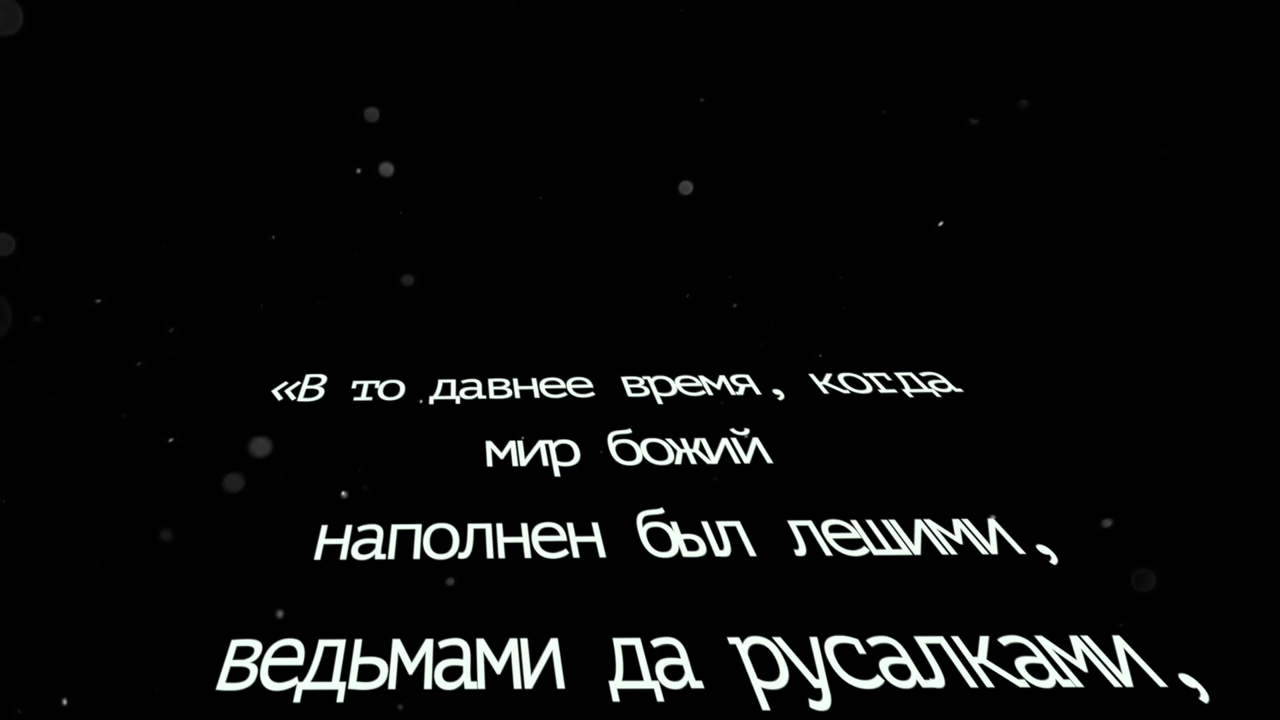 «В то давнее время, когда
мир божий
наполнен был лешими,
ведьмами да русалками,